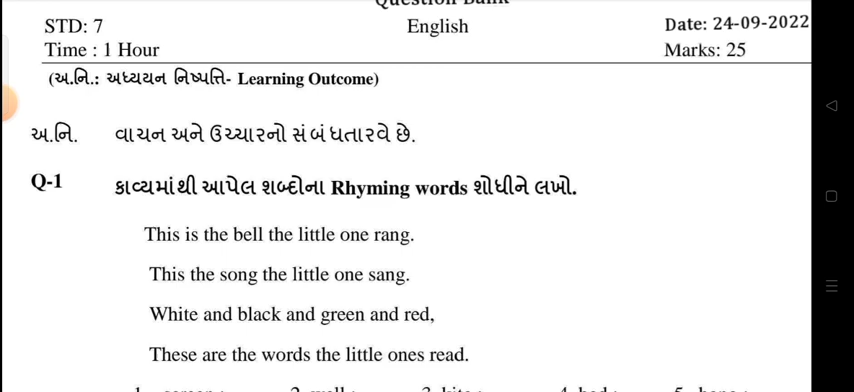 Question Bank
STD: 7 English Date: 24-09-2022
Time : 1 Hour Marks: 25
(અ.નિ.: અધ્યયન નિષ્પત્તિ- Learning Outcome)
અ.નિ. વાચન અને ઉચ્ચારનો સંબંધતારવે છે.
Q-1 કાવ્યમાંથી આપેલ શબ્દોના Rhyming words શોધીને લખો.
This is the bell the little one rang.
This the song the little one sang.
White and black and green and red,
These are the words the little ones read.